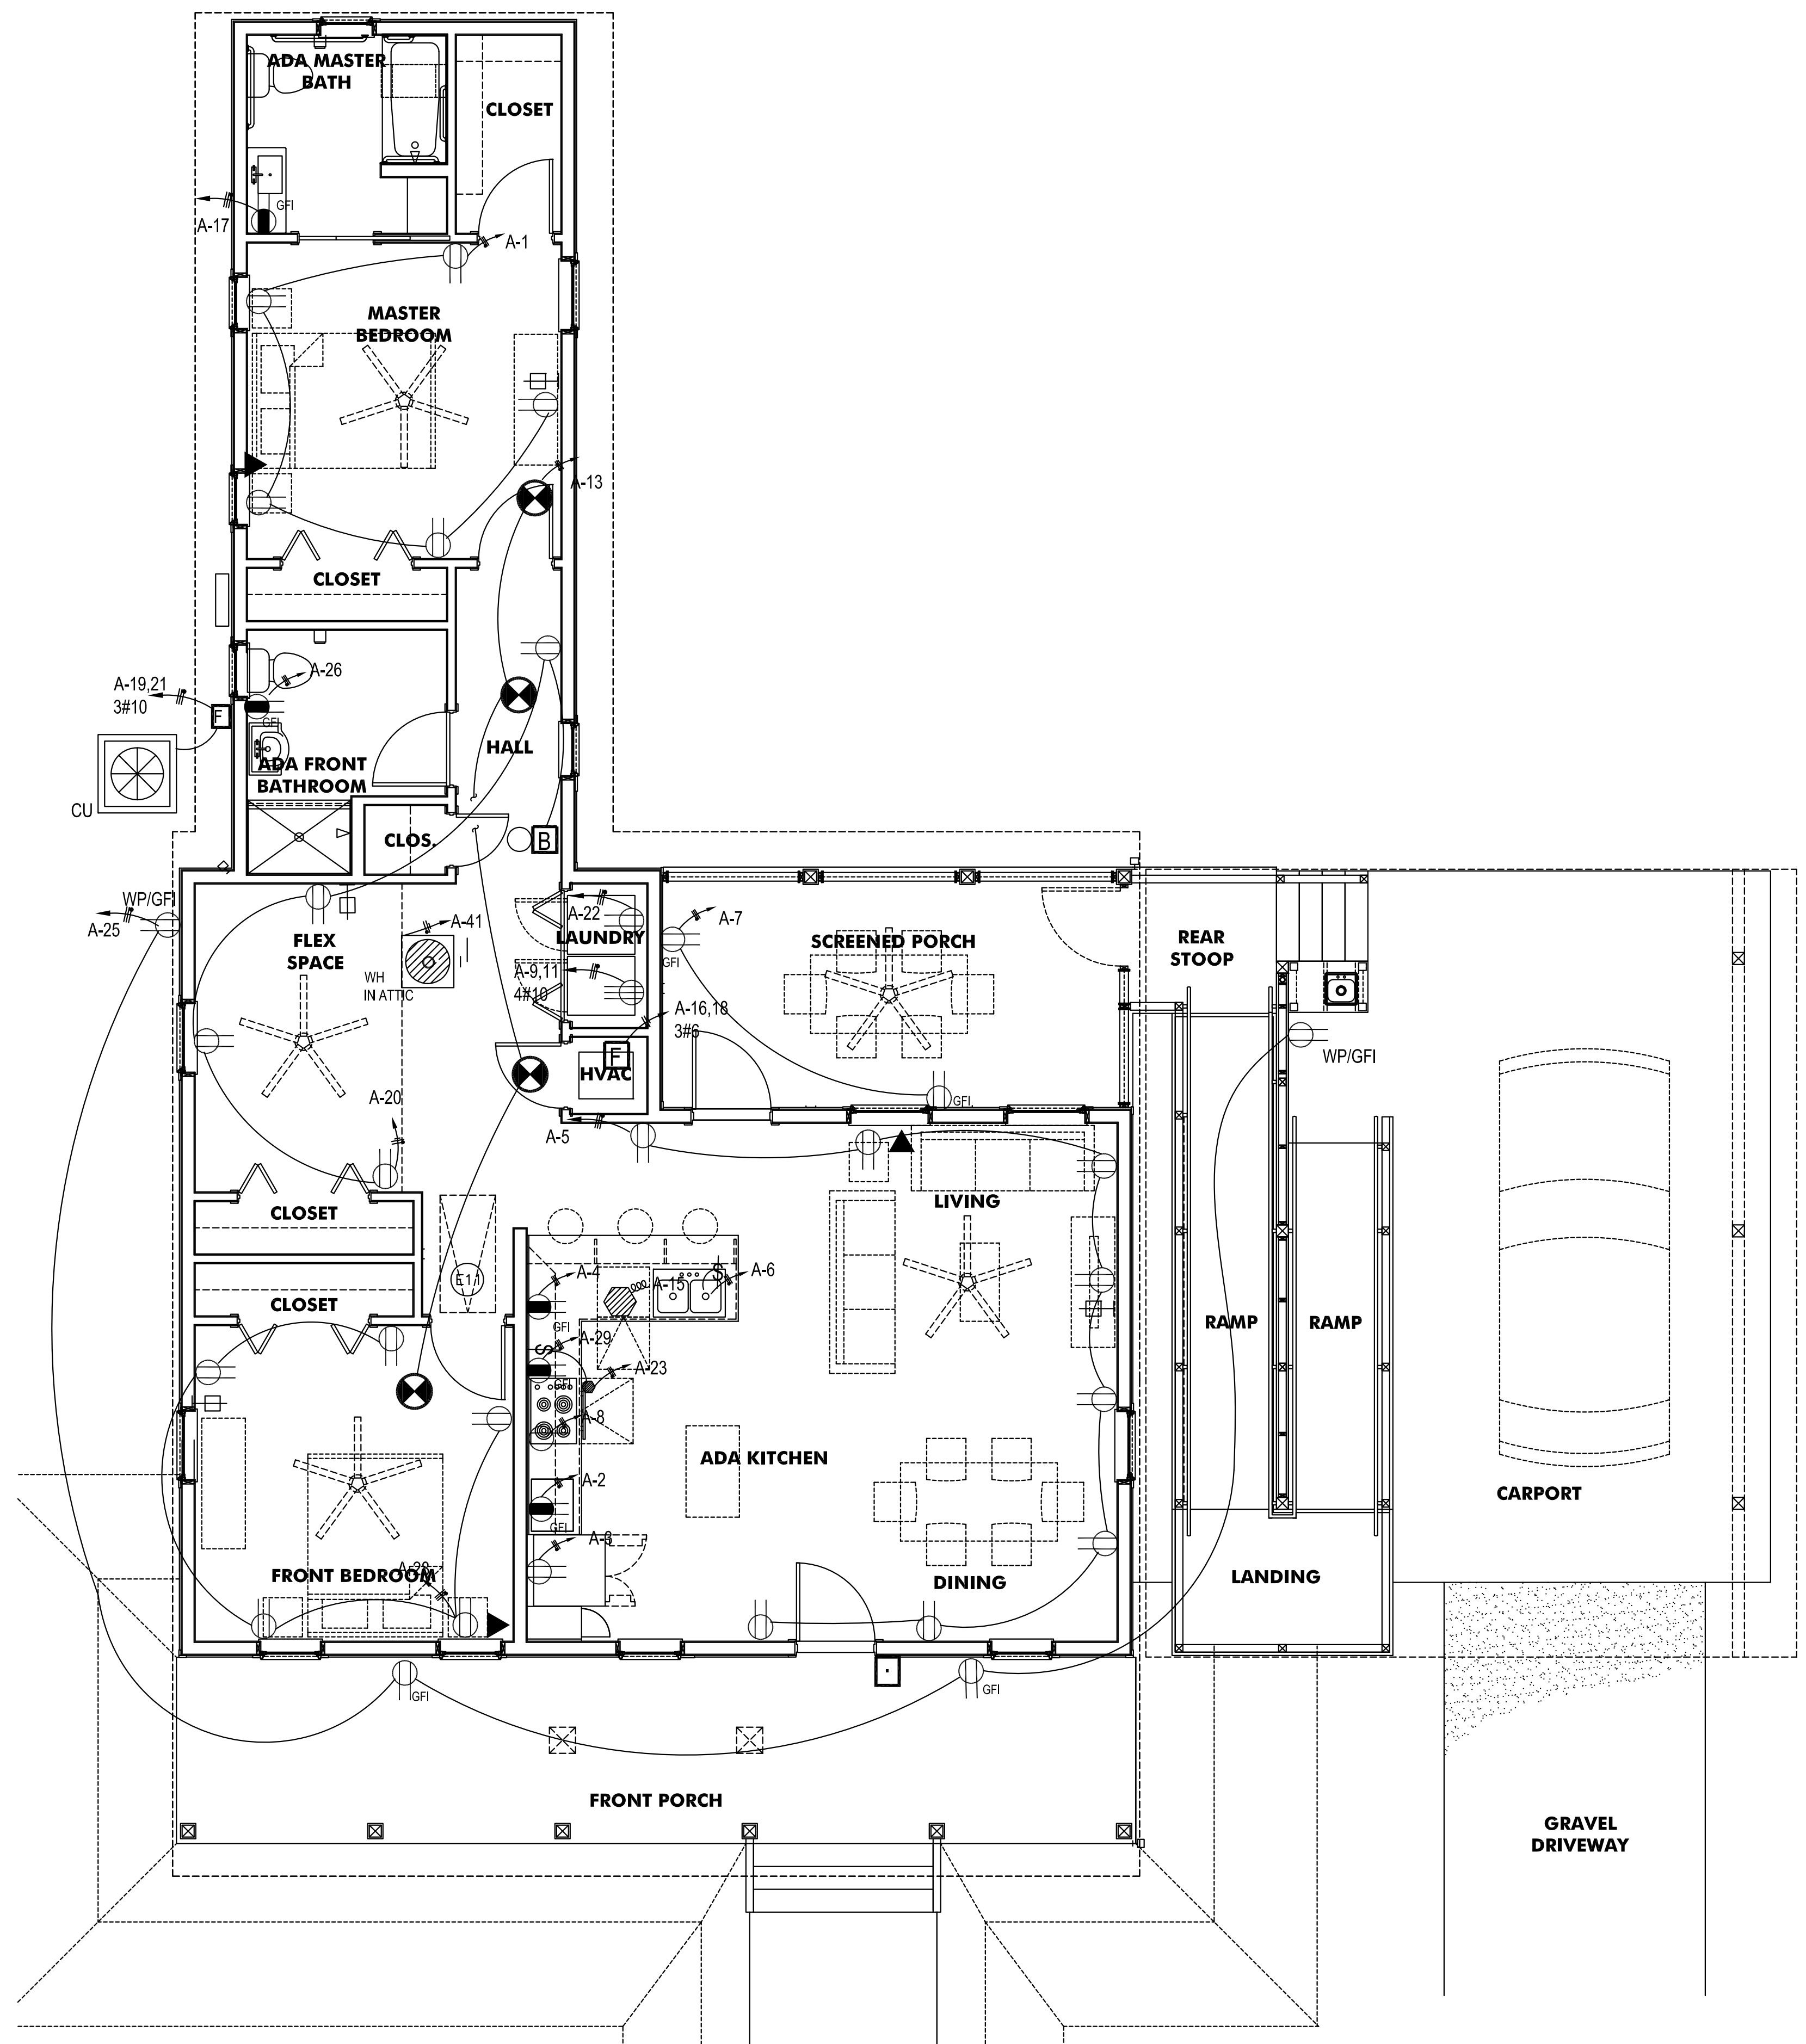 ADA MASTER
BATH
CLOSET
GFI
A-17
A-1
MASTER
BEDROOM
A-13
CLOSET
A-26
A-19,21
3#10
F
GFI
HALL
ADA FRONT
BATHROOM
CU
CLOS.
B
WP/GFI
A-25
A-22
A-7
A-41
FLEX
SPACE
LAUNDRY
SCREENED PORCH
REAR
STOOP
GFI
WH
IN ATTIC
A-9,11
4#10
A-16,18
3#6
F
WP/GFI
HVAC
A-20
GFI
A-5
LIVING
CLOSET
E1.1
A-4
A-15
S
A-6
CLOSET
GFI
RAMP
RAMP
A-29
S
A-23
GFI
A-8
ADA KITCHEN
A-2
CARPORT
GFI
A-3
A-28
FRONT BEDROOM
DINING
LANDING
GFI
GFI
FRONT PORCH
GRAVEL
DRIVEWAY